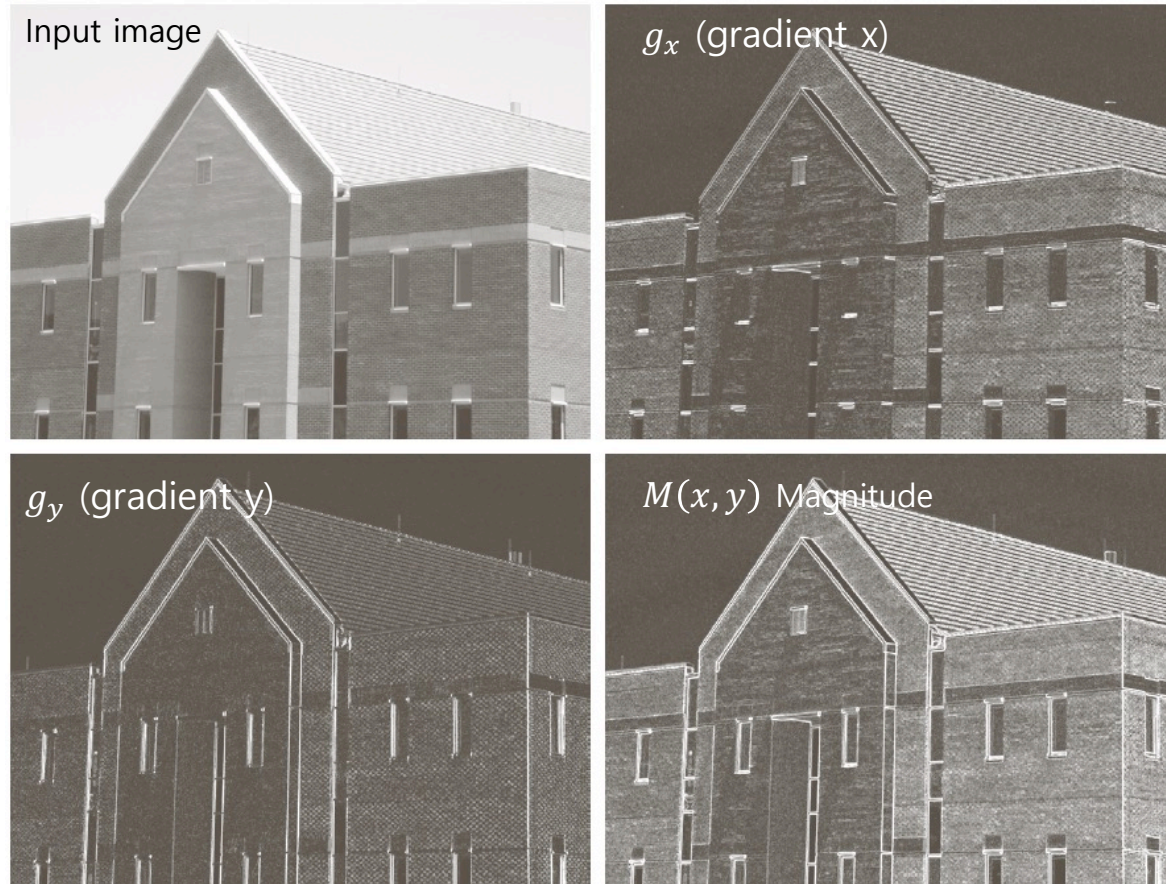 Input image
g_x (gradient x)
g_y (gradient y)
M(x, y) Magnitude